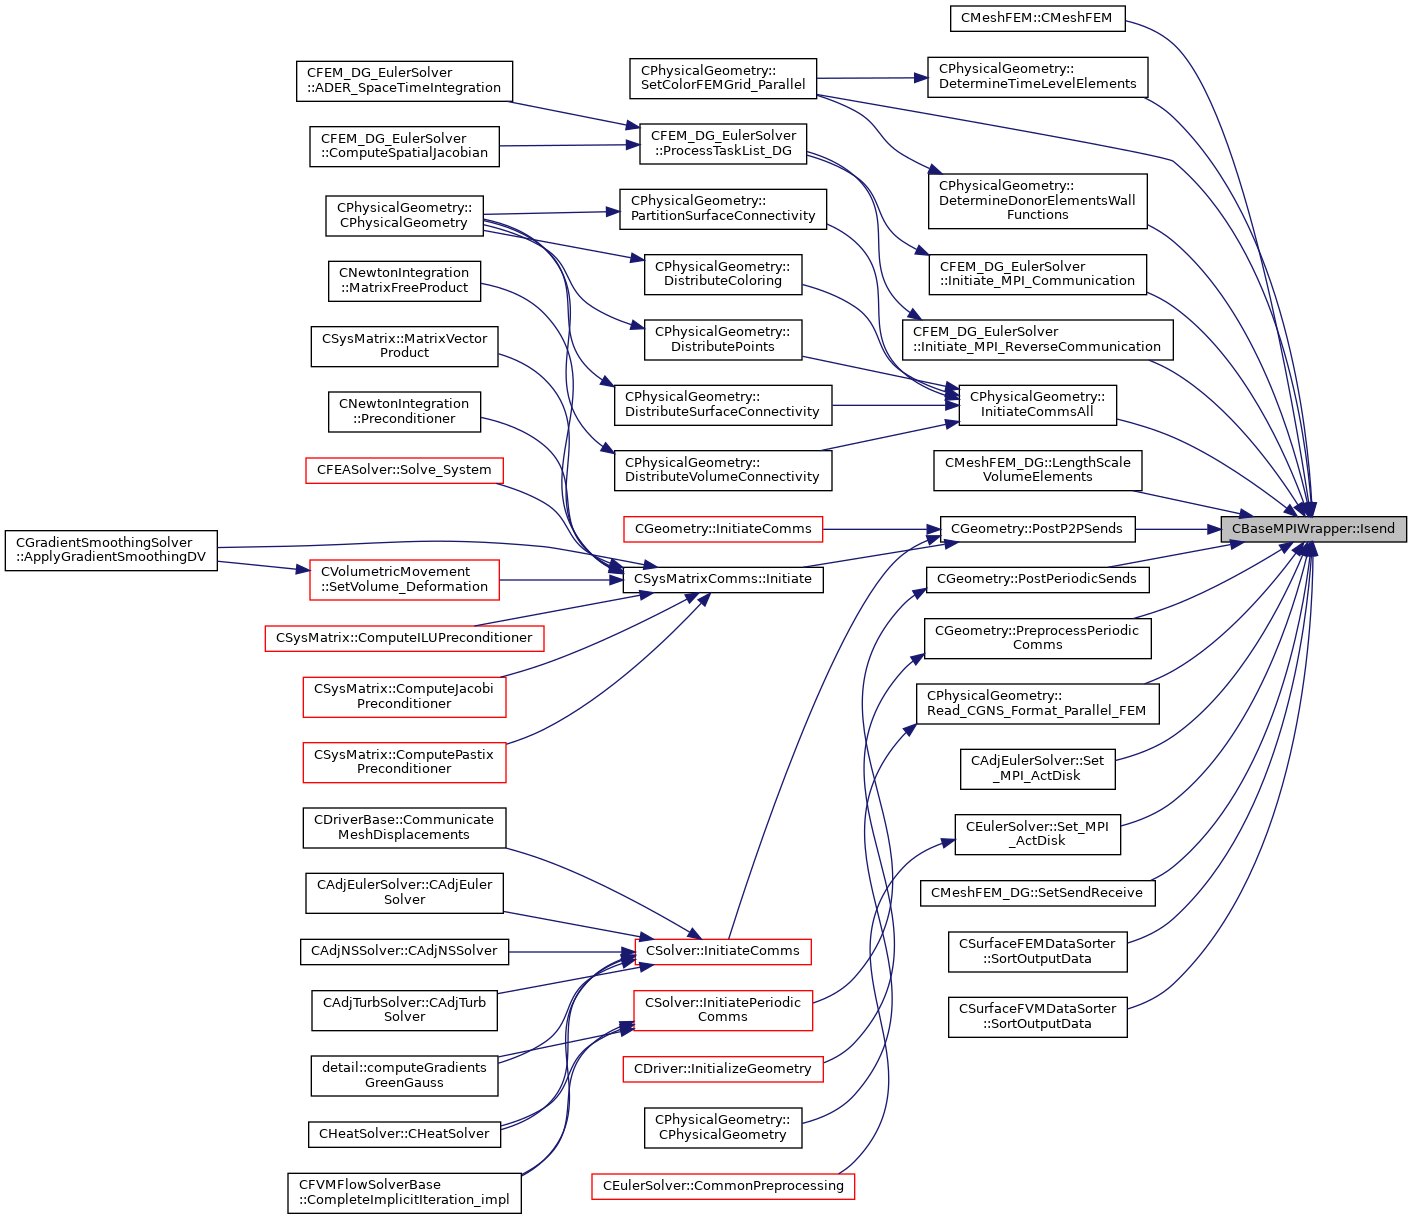 CMeshFEM::CMeshFEM
CPhysicalGeometry::
DetermineTimeLevelElements
CPhysicalGeometry::
SetColorFEMGrid_Parallel
CFEM_DG_EulerSolver
::ADER_SpaceTimeIntegration
CFEM_DG_EulerSolver
::ComputeSpatialJacobian
CFEM_DG_EulerSolver
::ProcessTaskList_DG
CPhysicalGeometry::
DetermineDonorElementsWall
Functions
CPhysicalGeometry::
CPhysicalGeometry
CPhysicalGeometry::
PartitionSurfaceConnectivity
CNewtonIntegration
::MatrixFreeProduct
CPhysicalGeometry::
DistributeColoring
CFEM_DG_EulerSolver
::Initiate_MPI_Communication
CSysMatrix::MatrixVector
Product
CPhysicalGeometry::
DistributePoints
CFEM_DG_EulerSolver
::Initiate_MPI_ReverseCommunication
CNewtonIntegration
::Preconditioner
CPhysicalGeometry::
DistributeSurfaceConnectivity
CPhysicalGeometry::
InitiateCommsAll
CFEASolver::Solve_System
CPhysicalGeometry::
DistributeVolumeConnectivity
CMeshFEM_DG::LengthScale
VolumeElements
CGradientSmoothingSolver
::ApplyGradientSmoothingDV
CGeometry::InitiateComms
CGeometry::PostP2PSends
CBaseMPIWrapper::Isend
CVolumetricMovement
::SetVolume_Deformation
CSysMatrixComms::Initiate
CGeometry::PostPeriodicSends
CSysMatrix::ComputeILUPreconditioner
CGeometry::PreprocessPeriodic
Comms
CSysMatrix::ComputeJacobi
Preconditioner
CPhysicalGeometry::
Read_CGNS_Format_Parallel_FEM
CSysMatrix::ComputePastix
Preconditioner
CAdjEulerSolver::Set
_MPI_ActDisk
CDriverBase::Communicate
MeshDisplacements
CEulerSolver::Set_MPI
_ActDisk
CAdjEulerSolver::CAdjEuler
Solver
CMeshFEM_DG::SetSendReceive
CAdjNSSolver::CAdjNSSolver
CSolver::InitiateComms
CSurfaceFEMDataSorter
::SortOutputData
CAdjTurbSolver::CAdjTurb
Solver
CSolver::InitiatePeriodic
Comms
CSurfaceFVMDataSorter
::SortOutputData
detail::computeGradients
GreenGauss
CDriver::InitializeGeometry
CHeatSolver::CHeatSolver
CPhysicalGeometry::
CPhysicalGeometry
CFVMFlowSolverBase
::CompleteImplicitIteration_impl
CEulerSolver::CommonPreprocessing